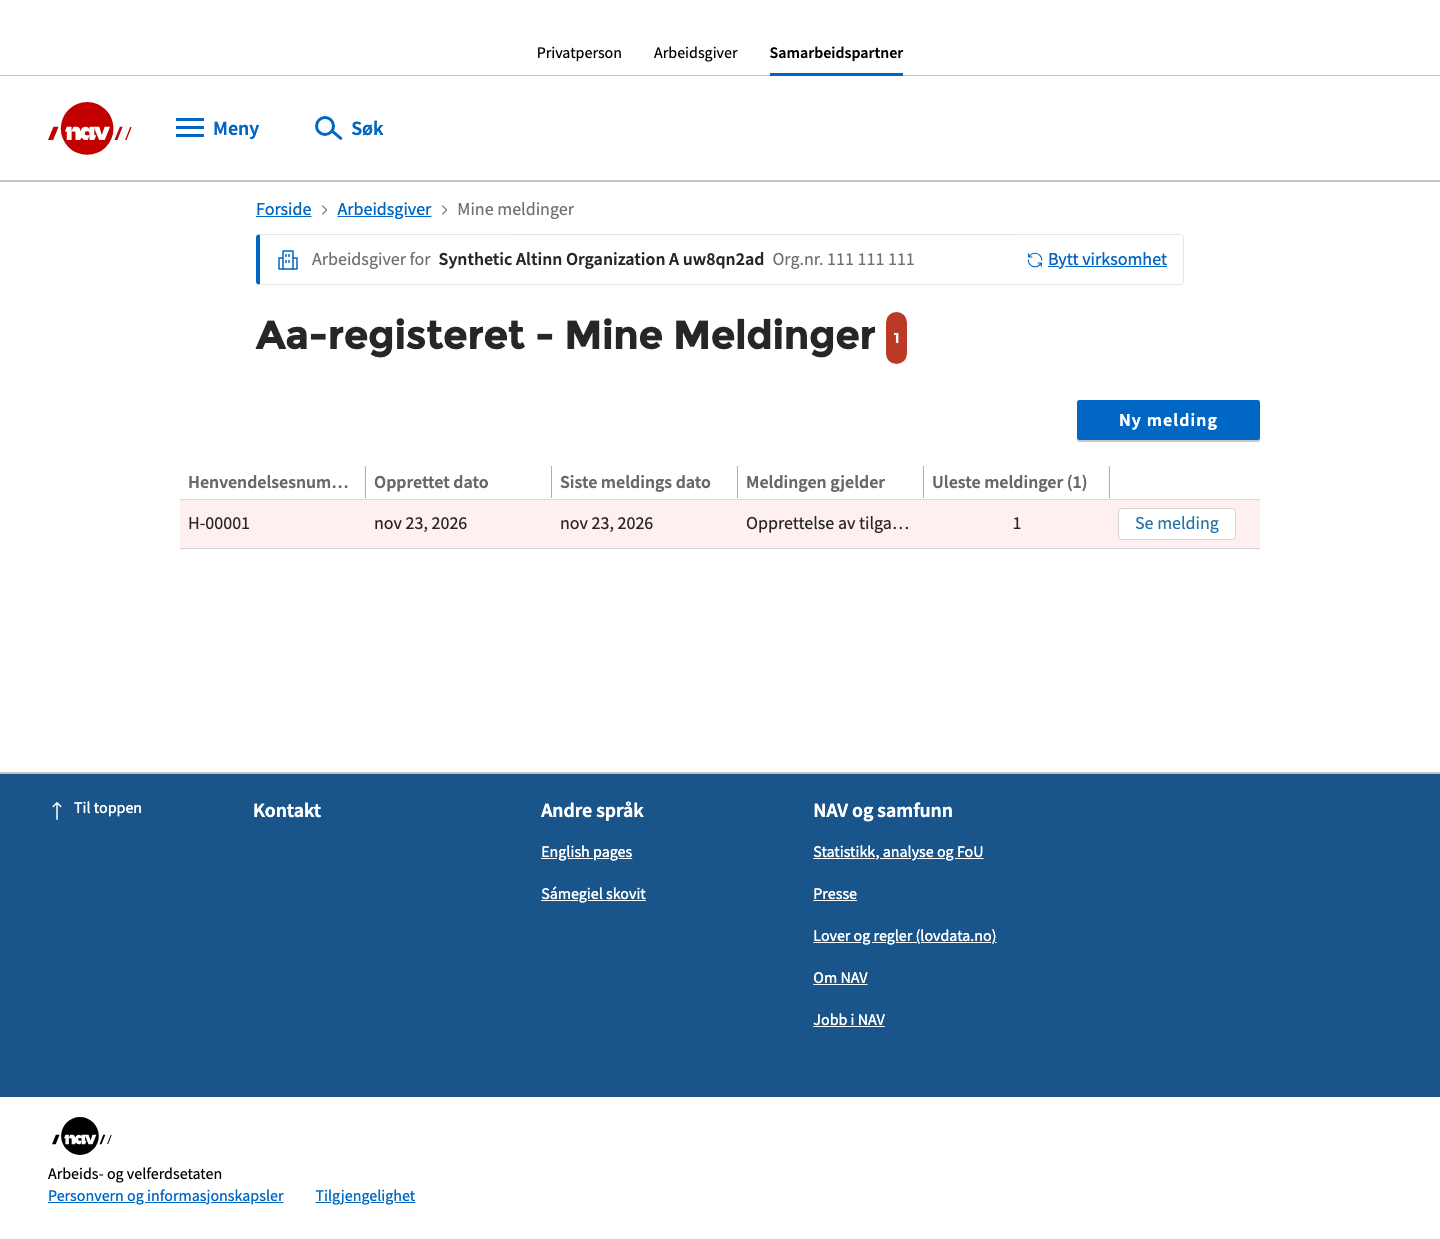 Privatperson Arbeidsgiver Samarbeidspartner
nav Meny Søk
Forside Arbeidsgiver Mine meldinger
Arbeidsgiver for Synthetic Altinn Organization A uw8qn2ad Org.nr. 111 111 111 Bytt virksomhet
Aa-registeret - Mine Meldinger 1
Ny melding
Henvendelsesnum… Opprettet dato Siste meldings dato Meldingen gjelder Uleste meldinger (1)
H-00001 nov 23, 2026 nov 23, 2026 Opprettelse av tilga… 1 Se melding
Til toppen
Kontakt
Andre språk
English pages
Sámegiel skovit
NAV og samfunn
Statistikk, analyse og FoU
Presse
Lover og regler (lovdata.no)
Om NAV
Jobb i NAV
nav
Arbeids- og velferdsetaten
Personvern og informasjonskapsler Tilgjengelighet